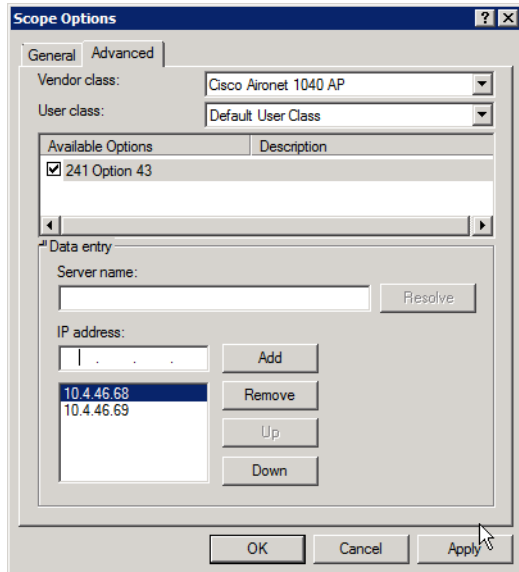 Scope Options
General Advanced
Vendor class: Cisco Aironet 1040 AP
User class: Default User Class
Available Options Description
241 Option 43
Data entry
Server name:
Resolve
IP address:
. . . Add
10.4.46.68 Remove
10.4.46.69
Up
Down
OK Cancel Apply